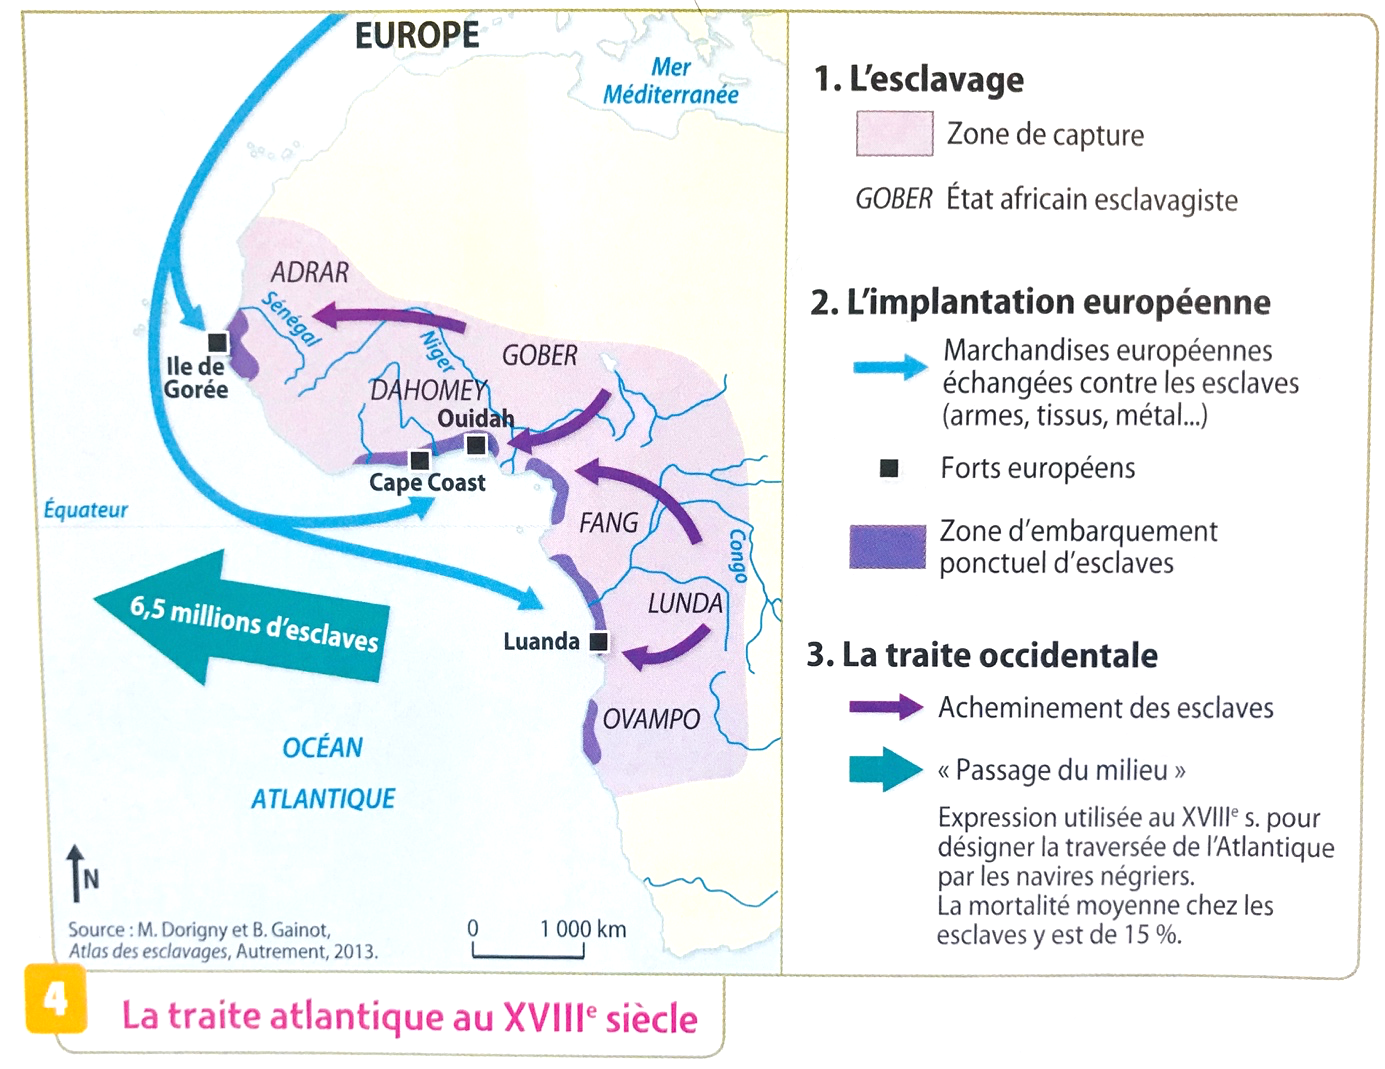 EUROPE
Mer
Méditerranée
ADRAR
Sénégal
Niger
GOBER
Ile de
Gorée
DAHOMEY
Ouidah
Cape Coast
Équateur
FANG
Congo
6,5 millions d'esclaves
LUNDA
Luanda
OVAMPO
OCÉAN
ATLANTIQUE
N
Source : M. Dorigny et B. Gainot,
Atlas des esclavages, Autrement, 2013.
0 1 000 km
1. L'esclavage
Zone de capture
GOBER État africain esclavagiste
2. L'implantation européenne
Marchandises européennes
échangées contre les esclaves
(armes, tissus, métal...)
Forts européens
Zone d'embarquement
ponctuel d'esclaves
3. La traite occidentale
Acheminement des esclaves
« Passage du milieu »
Expression utilisée au XVIIIe s. pour
désigner la traversée de l'Atlantique
par les navires négriers.
La mortalité moyenne chez les
esclaves y est de 15 %.
4 La traite atlantique au XVIIIe siècle